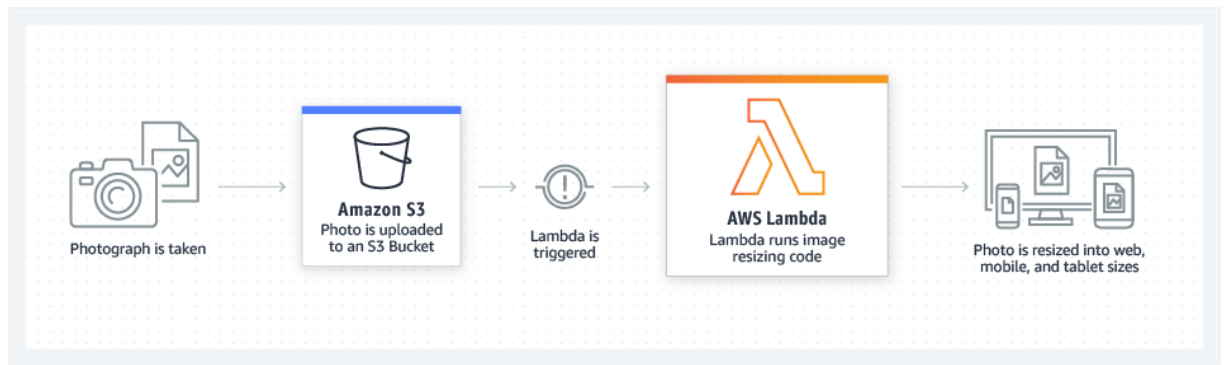 Photograph is taken
Amazon S3
Photo is uploaded
to an S3 Bucket
Lambda is
triggered
AWS Lambda
Lambda runs image
resizing code
Photo is resized into web,
mobile, and tablet sizes